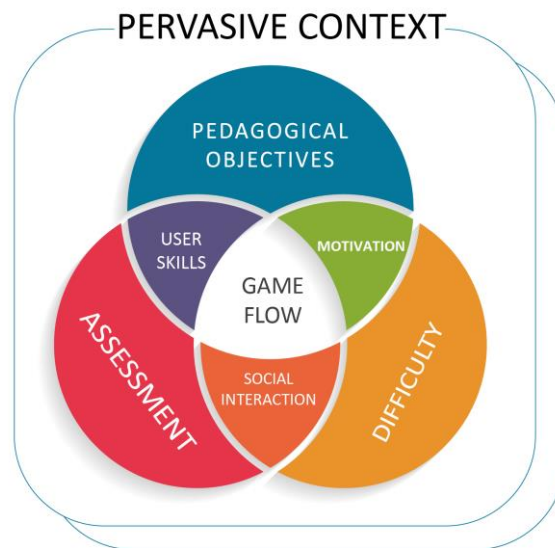 PERVASIVE CONTEXT
PEDAGOGICAL
OBJECTIVES
USER
SKILLS
MOTIVATION
GAME
FLOW
ASSESSMENT
SOCIAL
INTERACTION
DIFFICULTY